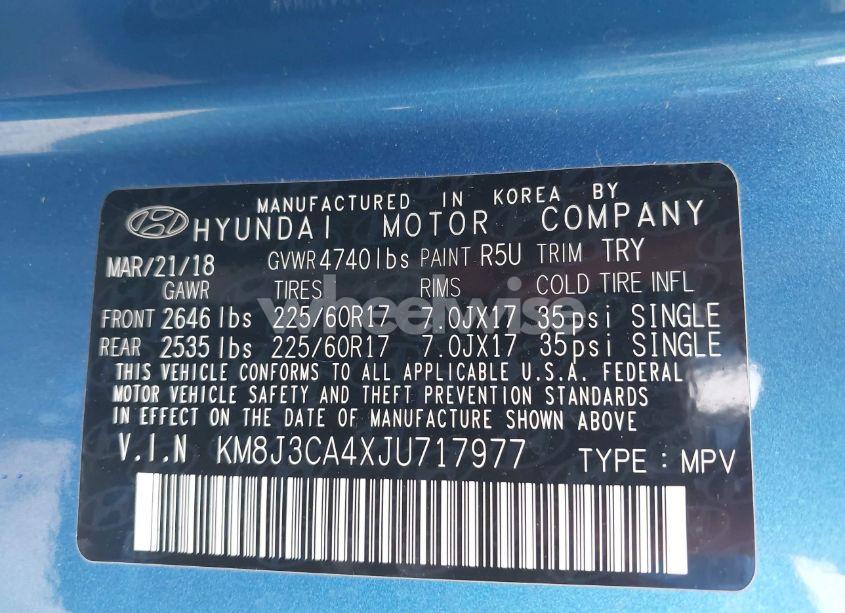 MANUFACTURED IN KOREA BY
HYUNDAI MOTOR COMPANY
MAR/21/18 GVWR 4740lbs PAINT R5U TRIM TRY
GAWR TIRES RIMS COLD TIRE INFL
FRONT 2646 lbs 225/60R17 7.0JX17 35psi SINGLE
wheelwise
REAR 2535 lbs 225/60R17 7.0JX17 35psi SINGLE
THIS VEHICLE CONFORMS TO ALL APPLICABLE U.S.A. FEDERAL
MOTOR VEHICLE SAFETY AND THEFT PREVENTION STANDARDS
IN EFFECT ON THE DATE OF MANUFACTURE SHOWN ABOVE
V.I.N KM8J3CA4XJU717977 TYPE : MPV